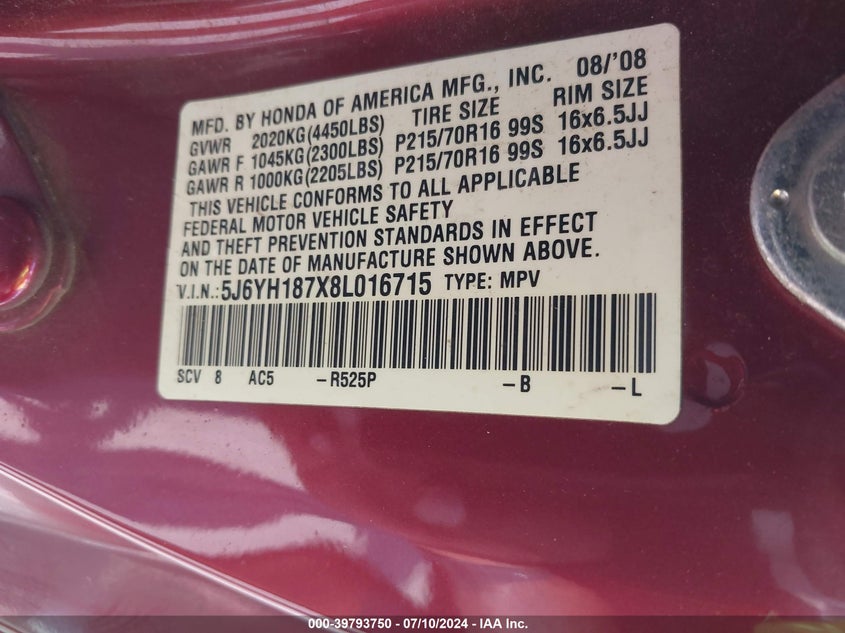 MFD. BY HONDA OF AMERICA MFG., INC. 08/'08
GVWR 2020KG(4450LBS) TIRE SIZE RIM SIZE
GAWR F 1045KG(2300LBS) P215/70R16 99S 16x6.5JJ
GAWR R 1000KG(2205LBS) P215/70R16 99S 16x6.5JJ
THIS VEHICLE CONFORMS TO ALL APPLICABLE
FEDERAL MOTOR VEHICLE SAFETY
AND THEFT PREVENTION STANDARDS IN EFFECT
ON THE DATE OF MANUFACTURE SHOWN ABOVE.
V.I.N.: 5J6YH187X8L016715 TYPE: MPV
SCV 8 AC5 -R525P -B -L
000-39793750 - 07/10/2024 - IAA Inc.